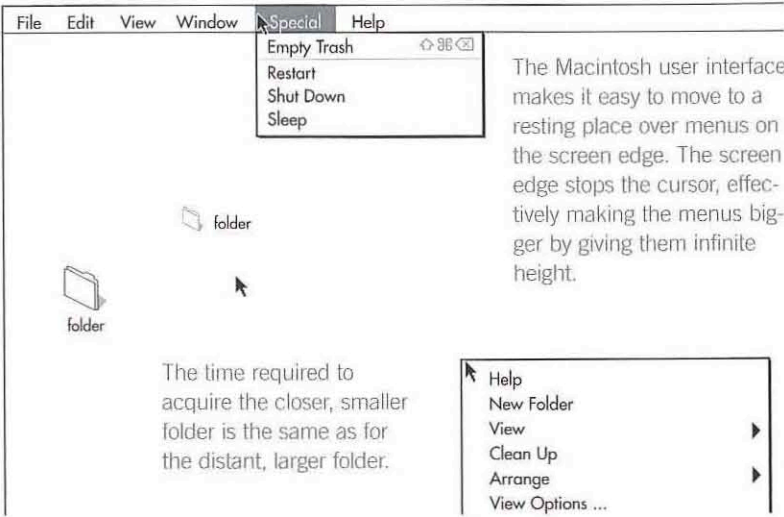 File Edit View Window Special Help
Empty Trash ⇧⌘⌫
Restart
Shut Down
Sleep
The Macintosh user interface
makes it easy to move to a
resting place over menus on
the screen edge. The screen
edge stops the cursor, effec-
tively making the menus big-
ger by giving them infinite
height.
folder
folder
The time required to
acquire the closer, smaller
folder is the same as for
the distant, larger folder.
Help
New Folder
View
Clean Up
Arrange
View Options ...